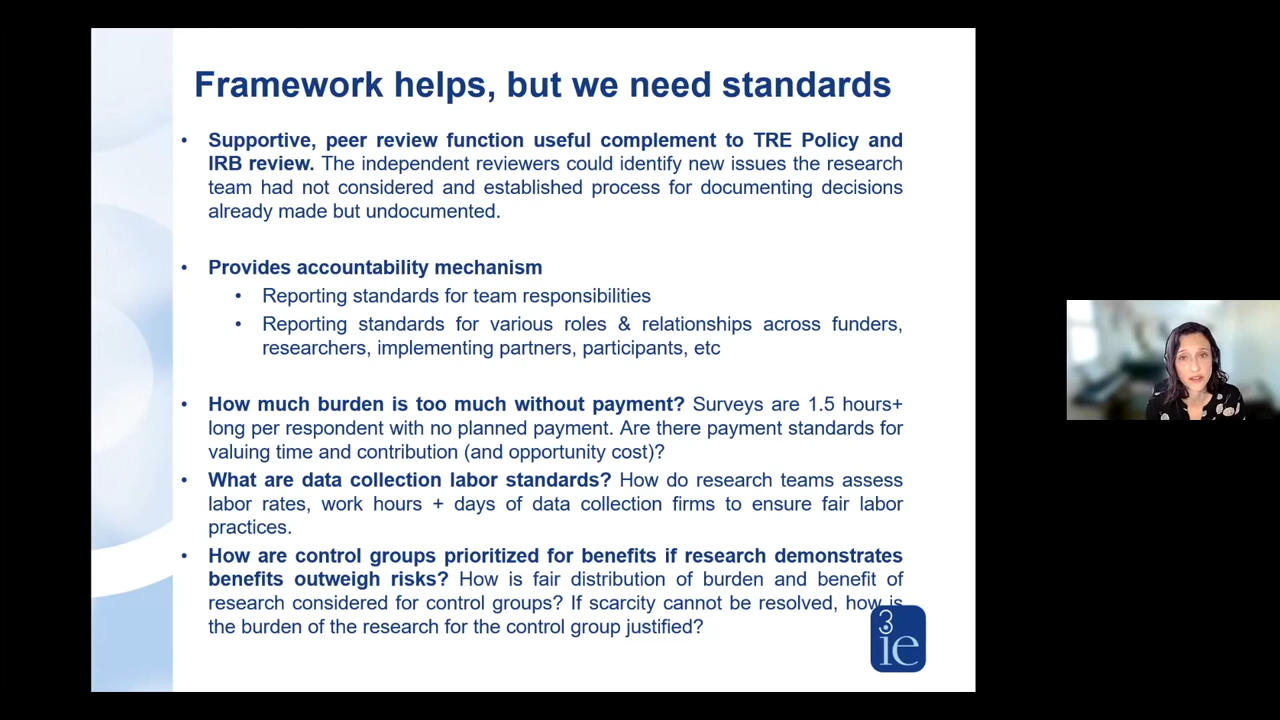 Framework helps, but we need standards
• Supportive, peer review function useful complement to TRE Policy and
IRB review. The independent reviewers could identify new issues the research
team had not considered and established process for documenting decisions
already made but undocumented.
• Provides accountability mechanism
• Reporting standards for team responsibilities
• Reporting standards for various roles & relationships across funders,
researchers, implementing partners, participants, etc
• How much burden is too much without payment? Surveys are 1.5 hours+
long per respondent with no planned payment. Are there payment standards for
valuing time and contribution (and opportunity cost)?
• What are data collection labor standards? How do research teams assess
labor rates, work hours + days of data collection firms to ensure fair labor
practices.
• How are control groups prioritized for benefits if research demonstrates
benefits outweigh risks? How is fair distribution of burden and benefit of
research considered for control groups? If scarcity cannot be resolved, how is
the burden of the research for the control group justified?
3
ie